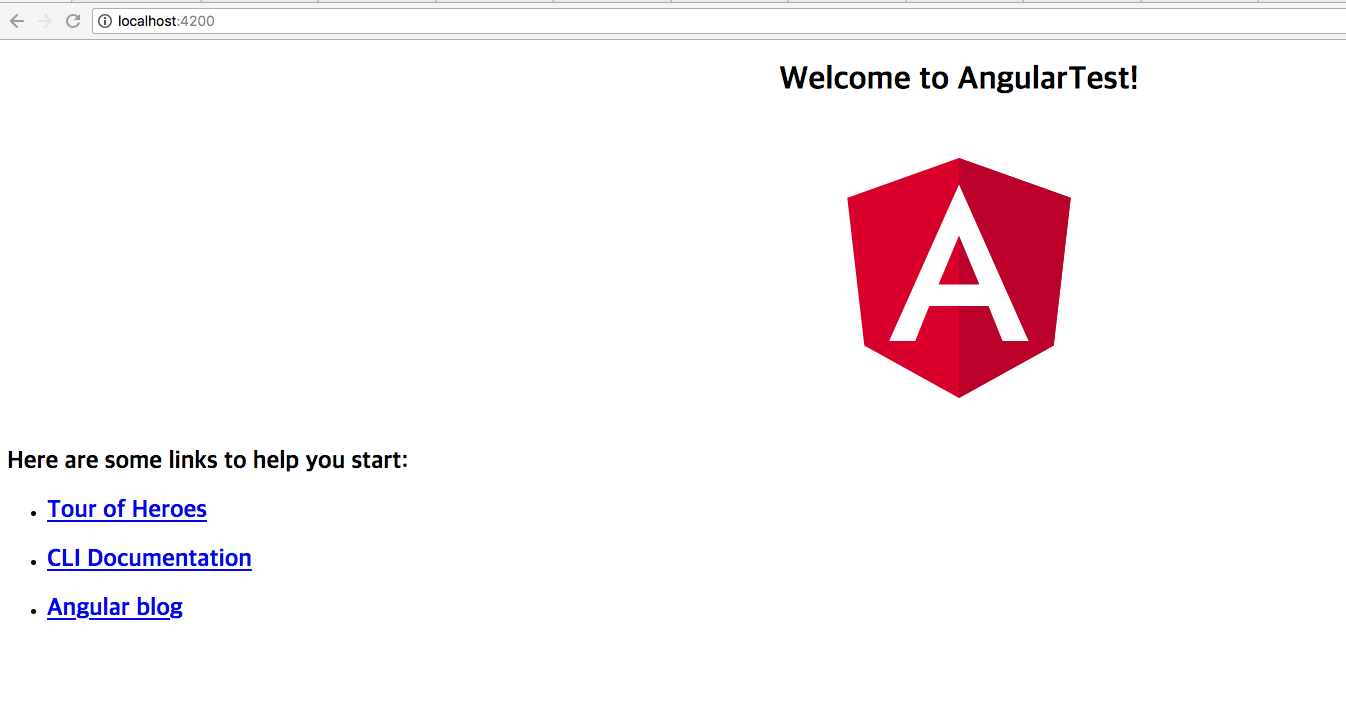 localhost:4200
Welcome to AngularTest!
A
Here are some links to help you start:
Tour of Heroes
CLI Documentation
Angular blog